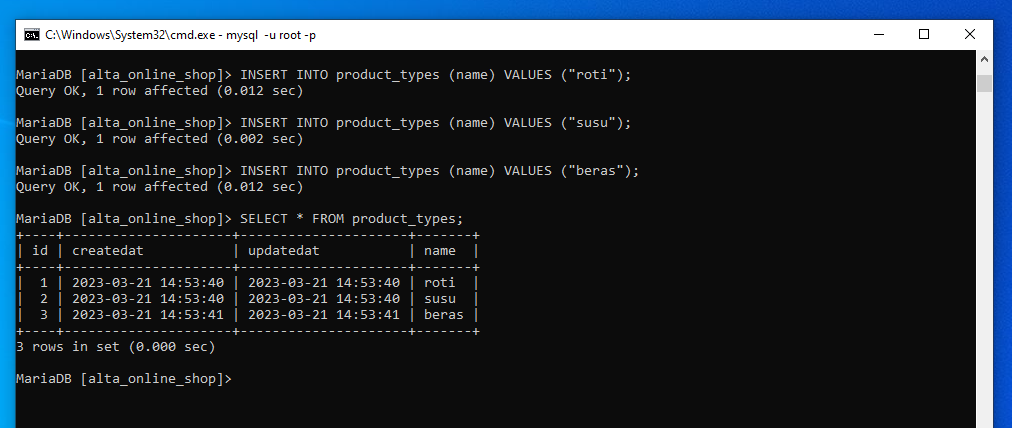 C:\Windows\System32\cmd.exe - mysql  -u root -p
MariaDB [alta_online_shop]> INSERT INTO product_types (name) VALUES ("roti");
Query OK, 1 row affected (0.012 sec)
MariaDB [alta_online_shop]> INSERT INTO product_types (name) VALUES ("susu");
Query OK, 1 row affected (0.002 sec)
MariaDB [alta_online_shop]> INSERT INTO product_types (name) VALUES ("beras");
Query OK, 1 row affected (0.012 sec)
MariaDB [alta_online_shop]> SELECT * FROM product_types;
+----+---------------------+---------------------+-------+
| id | createdat           | updatedat           | name  |
+----+---------------------+---------------------+-------+
|  1 | 2023-03-21 14:53:40 | 2023-03-21 14:53:40 | roti  |
|  2 | 2023-03-21 14:53:40 | 2023-03-21 14:53:40 | susu  |
|  3 | 2023-03-21 14:53:41 | 2023-03-21 14:53:41 | beras |
+----+---------------------+---------------------+-------+
3 rows in set (0.000 sec)
MariaDB [alta_online_shop]>